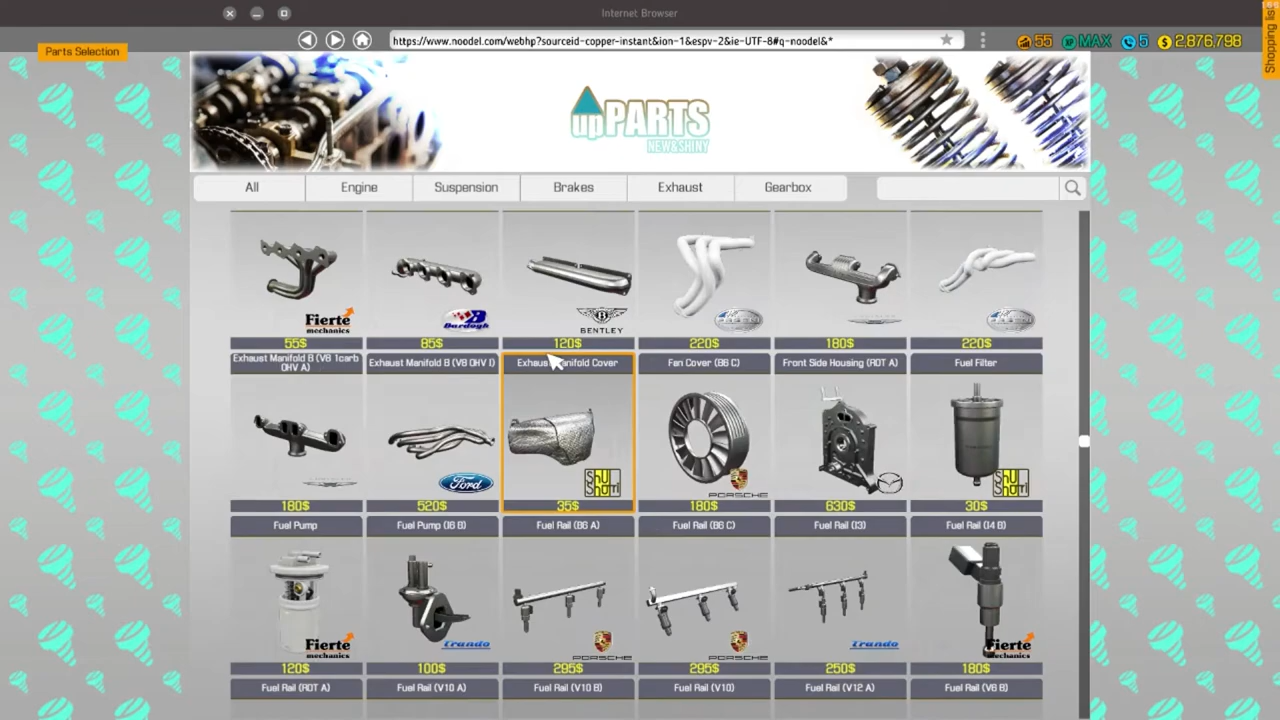 Internet Browser
Parts Selection
https://www.noodel.com/webhp?sourceid-copper-instant&ion-1&espv-2&ie-UTF-8#q-noodel&*
55
XP MAX
5
$ 2,876,798
Shopping list
upPARTS
NEW&SHINY
All
Engine
Suspension
Brakes
Exhaust
Gearbox
Fierte mechanics
Bardogh
BENTLEY
55$
85$
120$
220$
180$
220$
Exhaust Manifold B (V8 1carb OHV A)
Exhaust Manifold B (V8 OHV I)
Exhaust Manifold Cover
Fan Cover (B6 C)
Front Side Housing (ROT A)
Fuel Filter
Ford
Shushoti
PORSCHE
Shushoti
180$
520$
35$
180$
630$
30$
Fuel Pump
Fuel Pump (I6 B)
Fuel Rail (B6 A)
Fuel Rail (B6 C)
Fuel Rail (I3)
Fuel Rail (I4 B)
Fierte mechanics
Trando
PORSCHE
PORSCHE
Trando
Fierte mechanics
120$
100$
295$
295$
250$
180$
Fuel Rail (ROT A)
Fuel Rail (V10 A)
Fuel Rail (V10 B)
Fuel Rail (V10)
Fuel Rail (V12 A)
Fuel Rail (V6 B)